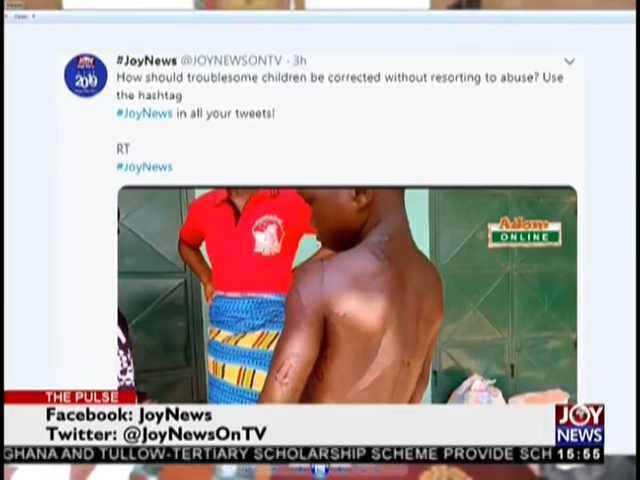 Open
#JoyNews @JOYNEWSONTV · 3h
How should troublesome children be corrected without resorting to abuse? Use
the hashtag
#JoyNews in all your tweets!
RT
#JoyNews
Adom
ONLINE
THE PULSE
Facebook: JoyNews
Twitter: @JoyNewsOnTV
JOY
NEWS
GHANA AND TULLOW-TERTIARY SCHOLARSHIP SCHEME PROVIDE SCH 15:55